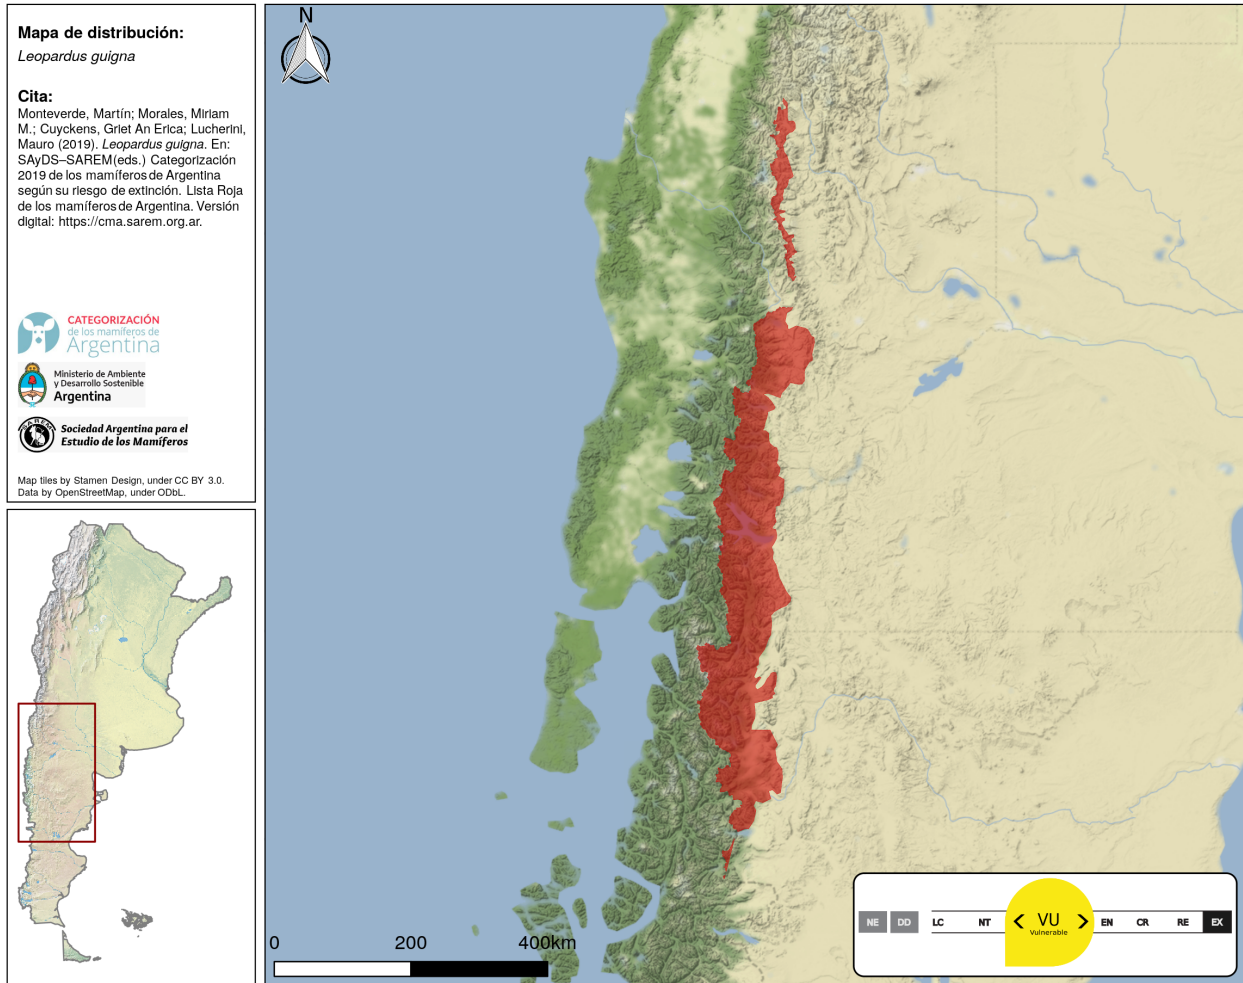 Mapa de distribución:
Leopardus guigna
Cita:
Monteverde, Martín; Morales, Miriam
M.; Cuyckens, Griet An Erica; Lucherini,
Mauro (2019). Leopardus guigna. En:
SAyDS–SAREM(eds.) Categorización
2019 de los mamíferos de Argentina
según su riesgo de extinción. Lista Roja
de los mamíferos de Argentina. Versión
digital: https://cma.sarem.org.ar.
CATEGORIZACIÓN
de los mamíferos de
Argentina
Ministerio de Ambiente
y Desarrollo Sostenible
Argentina
SAREM
Sociedad Argentina para el
Estudio de los Mamíferos
Map tiles by Stamen Design, under CC BY 3.0.
Data by OpenStreetMap, under ODbL.
N
0 200 400km
NE DD LC NT < VU > EN CR RE EX
Vulnerable